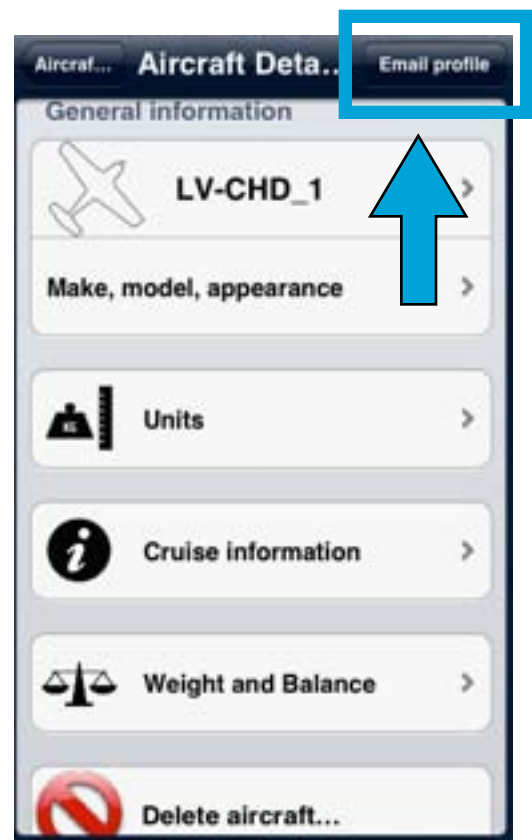 Aircraf... Aircraft Deta... Email profile
General information
LV-CHD_1
Make, model, appearance
KG Units
i Cruise information
Weight and Balance
Delete aircraft...